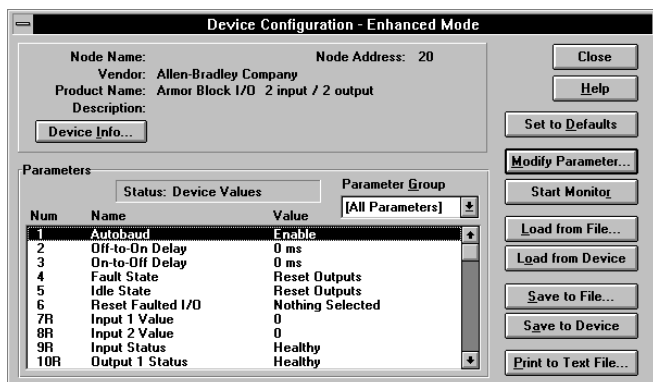 Device Configuration - Enhanced Mode
Node Name: Node Address: 20
Vendor: Allen-Bradley Company
Product Name: Armor Block I/O 2 input / 2 output
Description:
Device Info...
Close
Help
Set to Defaults
Modify Parameter...
Start Monitor
Load from File...
Load from Device
Save to File...
Save to Device
Print to Text File...
Parameters
Status: Device Values
Parameter Group
[All Parameters]
Num Name Value
1 Autobaud Enable
2 Off-to-On Delay 0 ms
3 On-to-Off Delay 0 ms
4 Fault State Reset Outputs
5 Idle State Reset Outputs
6 Reset Faulted I/O Nothing Selected
7R Input 1 Value 0
8R Input 2 Value 0
9R Input Status Healthy
10R Output 1 Status Healthy